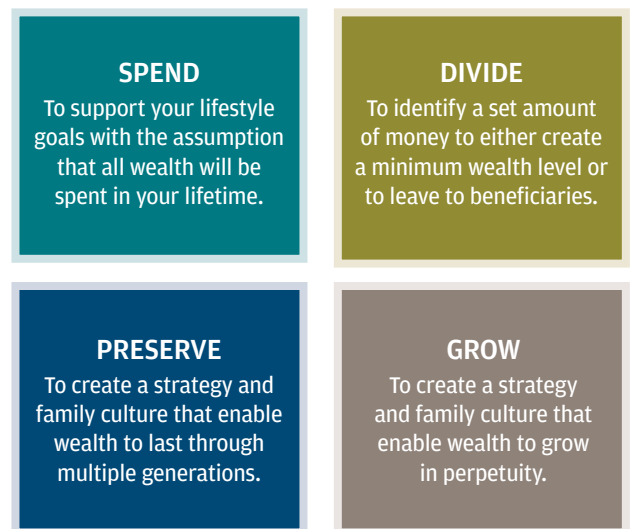 SPEND
To support your lifestyle
goals with the assumption
that all wealth will be
spent in your lifetime.
DIVIDE
To identify a set amount
of money to either create
a minimum wealth level or
to leave to beneficiaries.
PRESERVE
To create a strategy and
family culture that enable
wealth to last through
multiple generations.
GROW
To create a strategy
and family culture that
enable wealth to grow
in perpetuity.